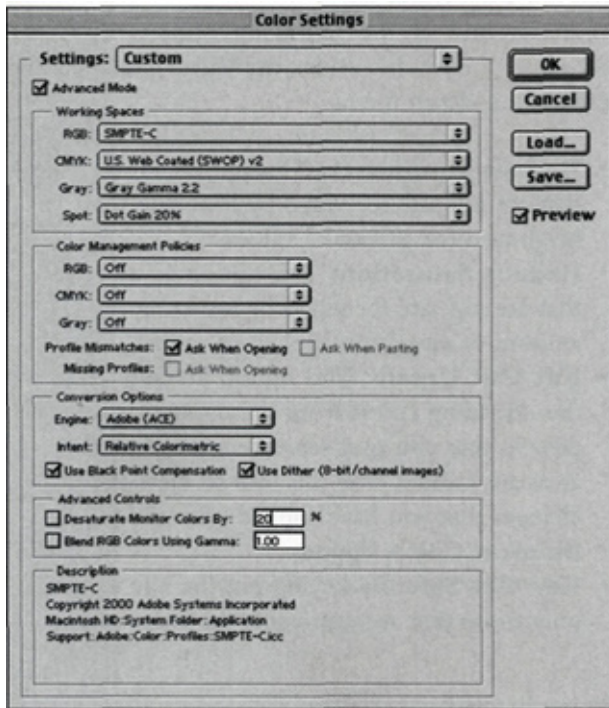 Color Settings
Settings: Custom
OK
Advanced Mode
Cancel
Working Spaces
RGB: SMPTE-C
Load...
CMYK: U.S. Web Coated (SWOP) v2
Save...
Gray: Gray Gamma 2.2
Spot: Dot Gain 20%
Preview
Color Management Policies
RGB: Off
CMYK: Off
Gray: Off
Profile Mismatches: Ask When Opening Ask When Pasting
Missing Profiles: Ask When Opening
Conversion Options
Engine: Adobe (ACE)
Intent: Relative Colorimetric
Use Black Point Compensation Use Dither (8-bit/channel images)
Advanced Controls
Desaturate Monitor Colors By: 20 %
Blend RGB Colors Using Gamma: 1.00
Description
SMPTE-C
Copyright 2000 Adobe Systems Incorporated
Macintosh HD:System Folder:Application
Support:Adobe:Color:Profiles:SMPTE-C.icc